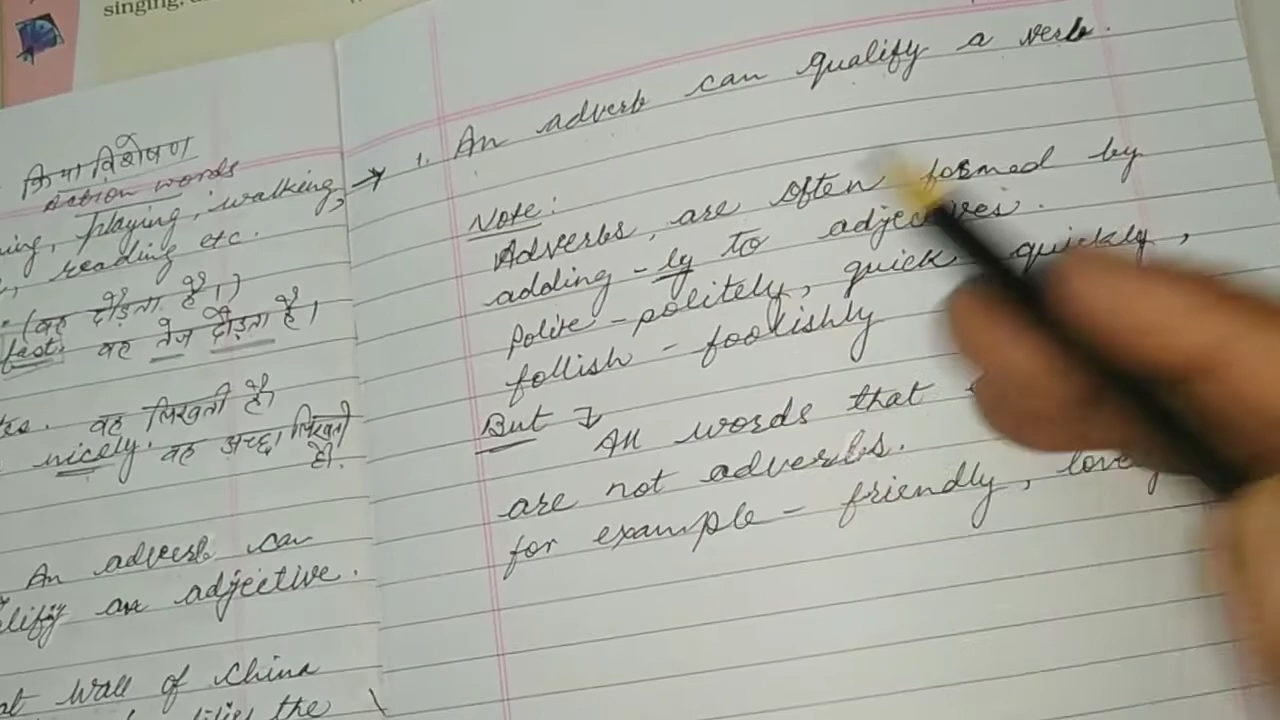 singing,
क्रिया विशेषण
Action words
playing, walking,
reading etc.
(वह दौड़ता है।)
fast. वह तेज दौड़ता है।
वह लिखती है।
nicely. वह अच्छा लिखती
है।
An adverb can
an adjective.
Wall of China
the
→ 1. An adverb can qualify a verb.
Note:
Adverbs, are often formed by
adding -ly to adjectives.
Polite - politely, quick quickly,
follish - foolishly
But ↴
All words that
are not adverbs.
for example - friendly,